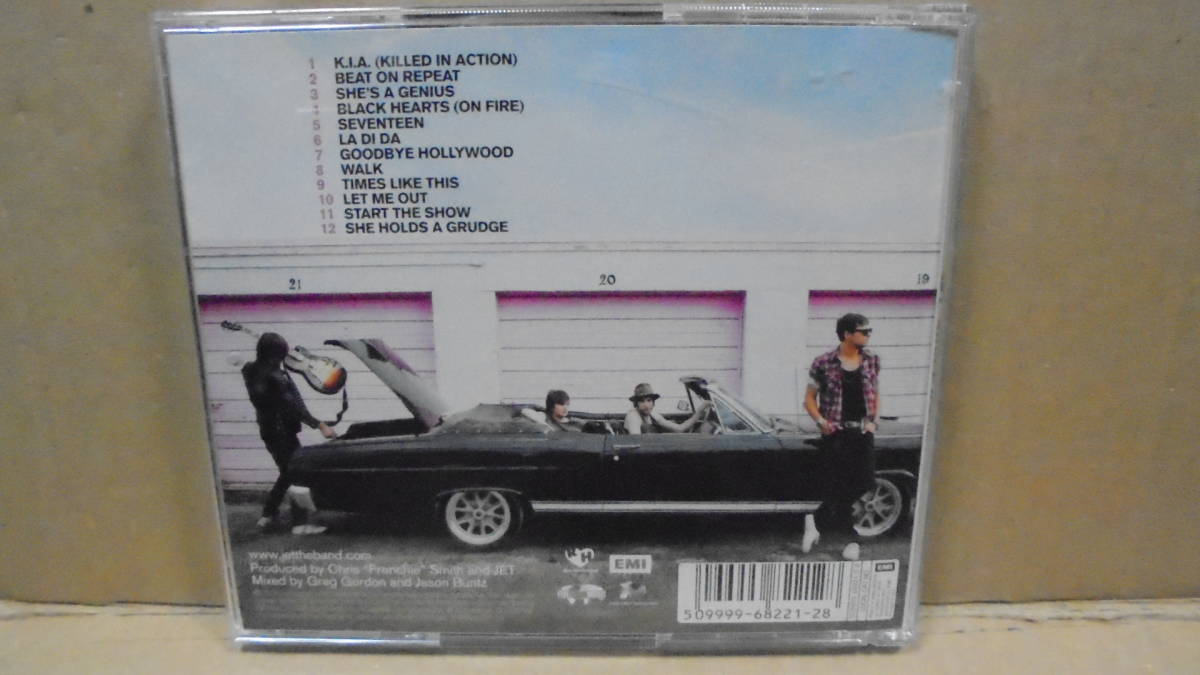 1 K.I.A. (KILLED IN ACTION)
2 BEAT ON REPEAT
3 SHE'S A GENIUS
4 BLACK HEARTS (ON FIRE)
5 SEVENTEEN
6 LA DI DA
7 GOODBYE HOLLYWOOD
8 WALK
9 TIMES LIKE THIS
10 LET ME OUT
11 START THE SHOW
12 SHE HOLDS A GRUDGE
21 20 19
www.jettheband.com
Produced by Chris "Frenchie" Smith and JET
Mixed by Greg Gordon and Jason Buntz
EMI
EMI
5 09999-68221-28